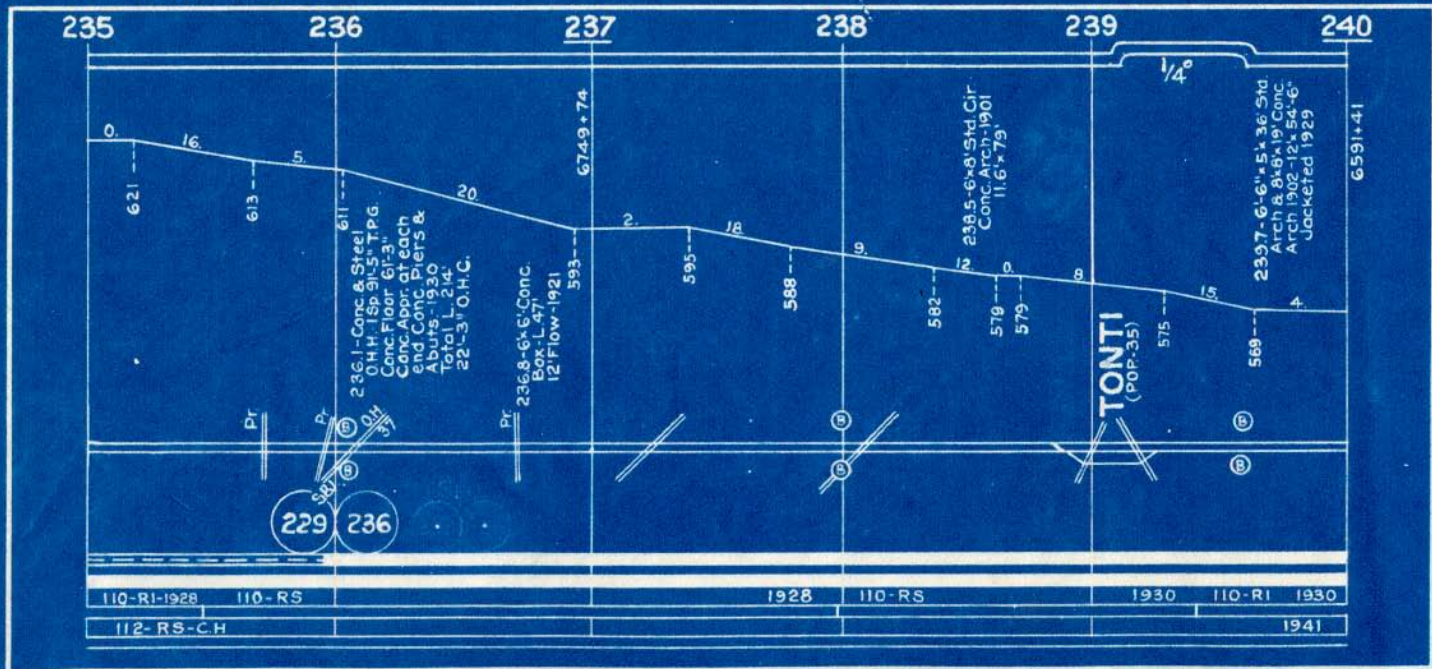 235 236 237 238 239 240
1/4°
0. 16. 5. 20. 2. 18. 9. 12. 0. 8. 15. 4.
621
613
611
593
595
588
582
579
579
575
569
6749+74
6591+41
236.1-Conc & Steel
O.H.H. 1 Sp 91'-5" T.P.G.
Conc. Floor 61'-3"
Conc. Appr. at each
end Conc. Piers &
Abuts.-1930
Total L. 214'
22'-3" O.H.C.
236.8-6'x6' Conc.
Box-L.47'
12' Flow-1921
238.5-6'x8' Std. Cir
Conc. Arch-1901
11.6'x79'
239.7-6'-6"x5'x36' Std.
Arch & 8'x8'x19' Conc.
Arch 1902-12'x54'-6"
Jacketed 1929
TONTI
(POP.-35)
Pr. Pr. O.H. 37 Pr.
B B B
B B B
S.B.I.
229 236
110-RI-1928 110-RS 1928 110-RS 1930 110-RI 1930
112-RS-C.H 1941